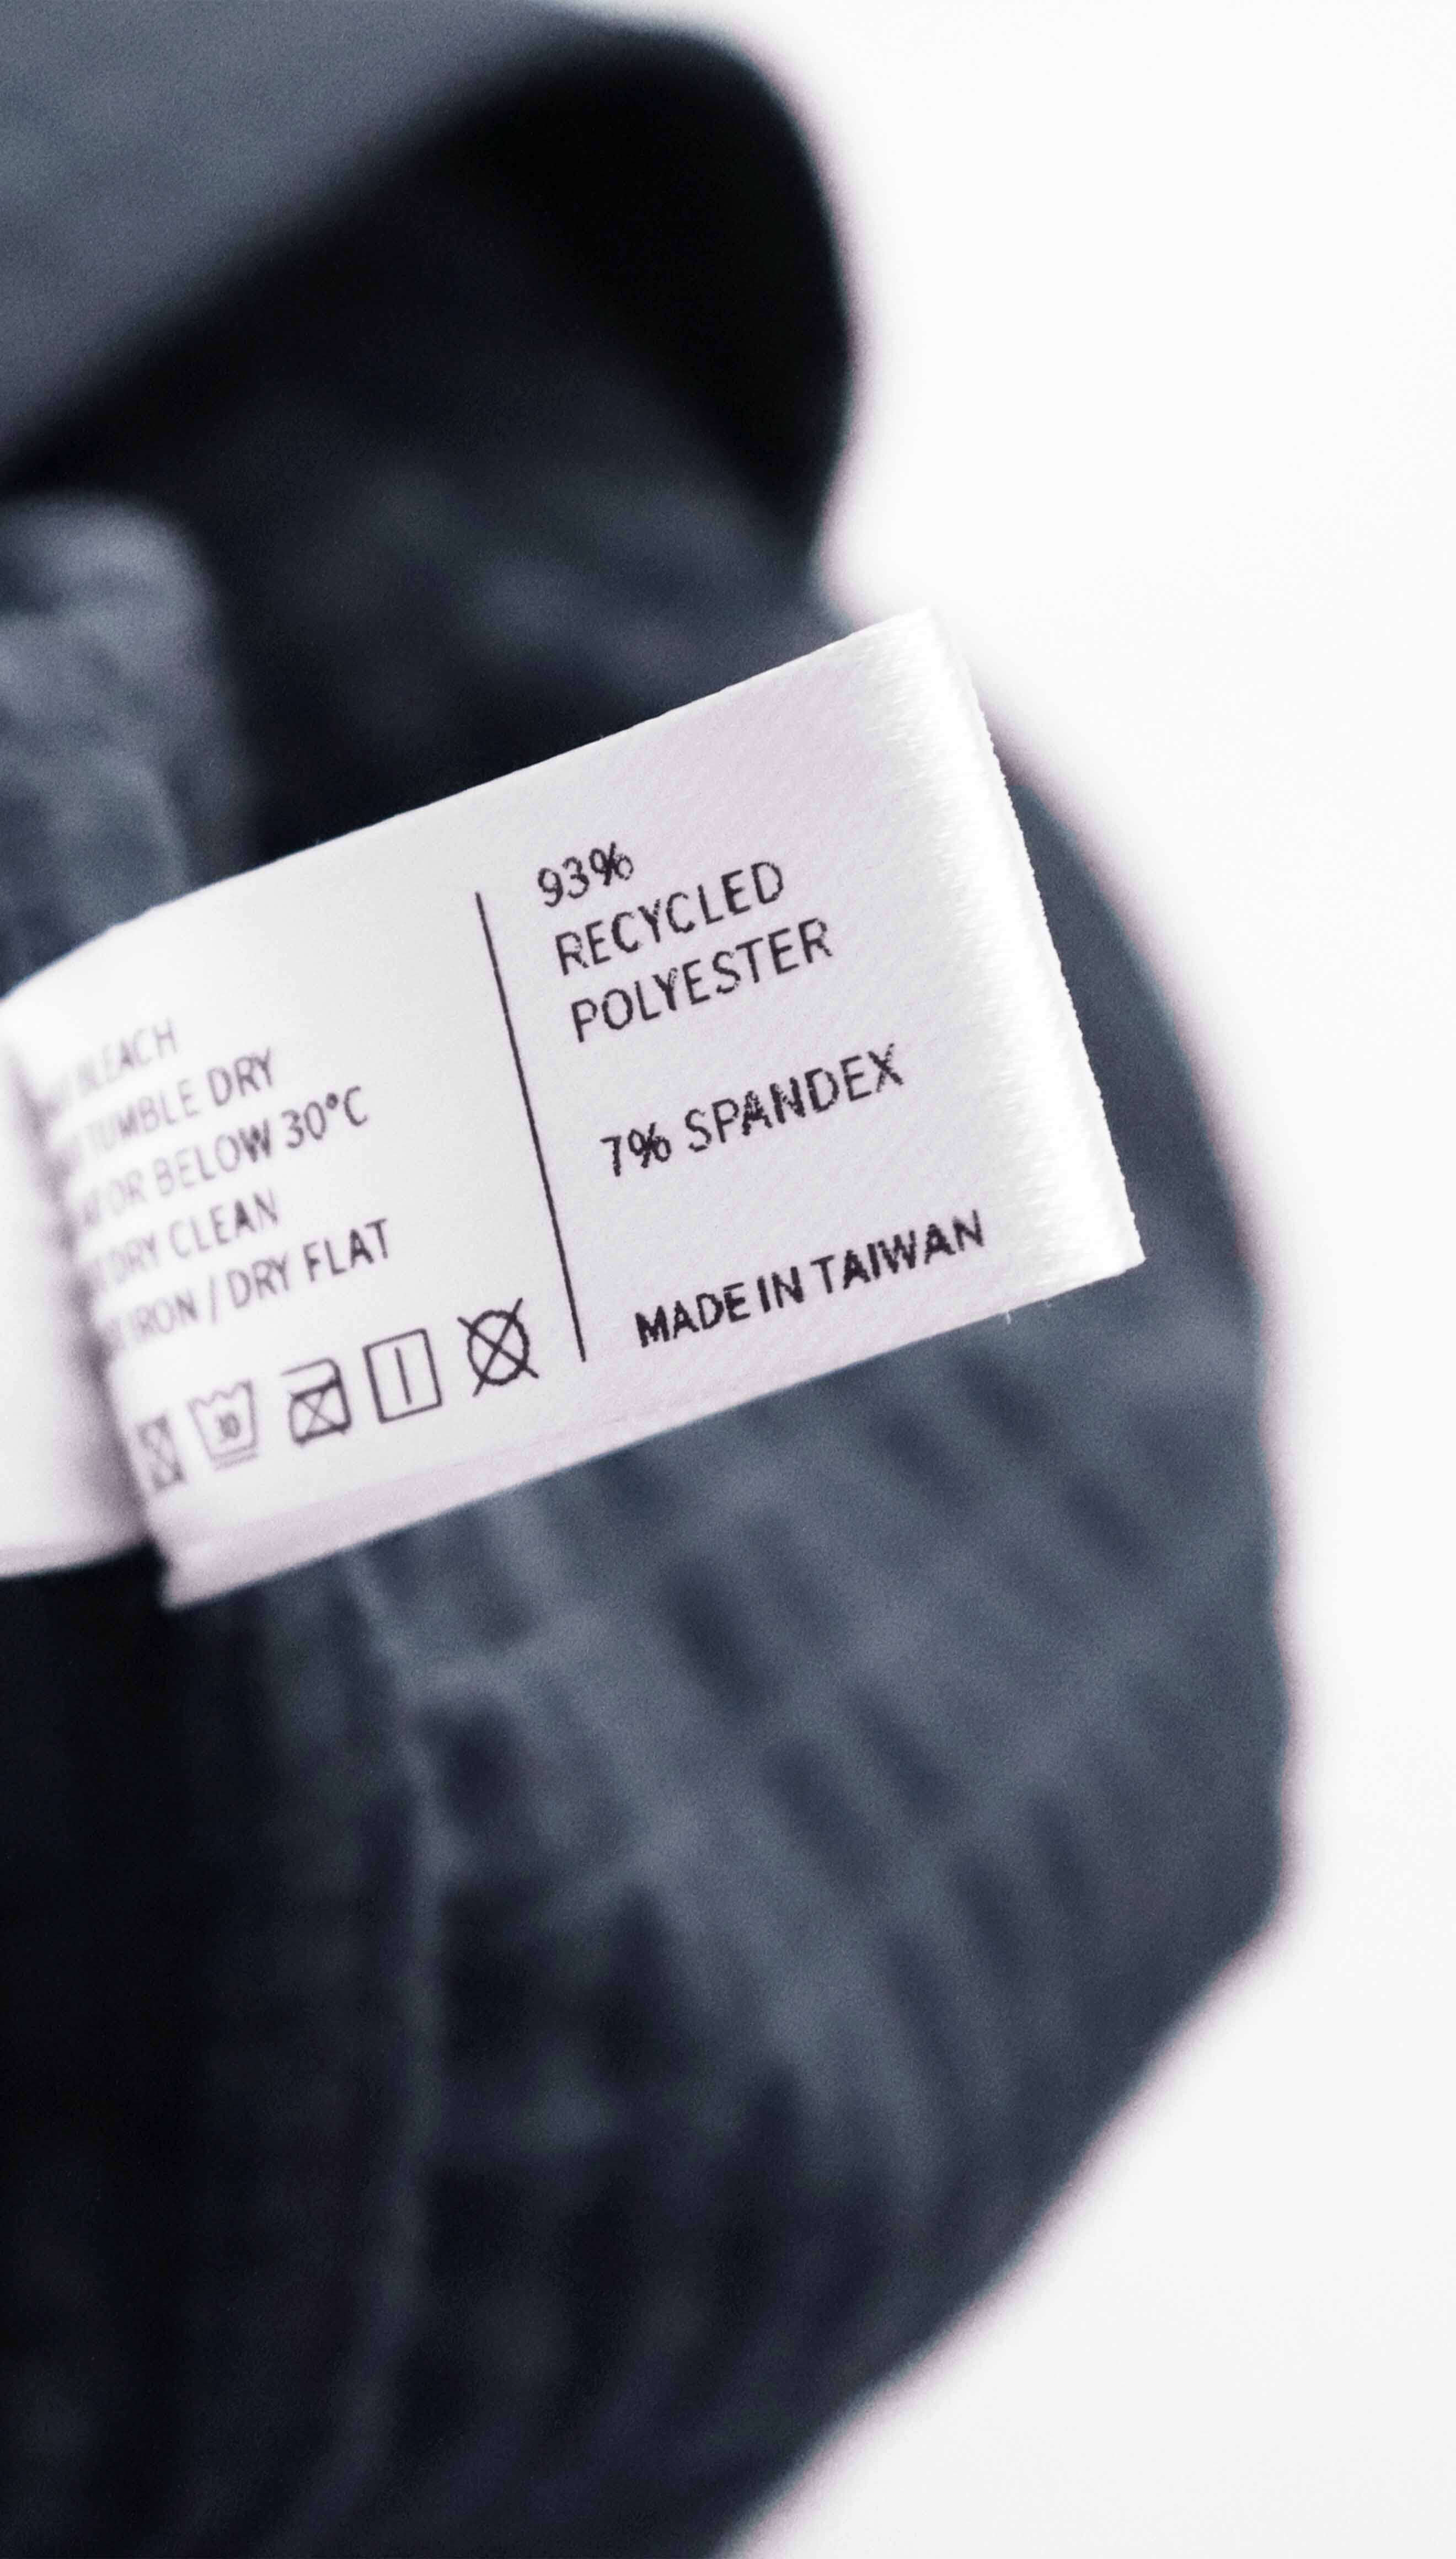 BLEACH
TUMBLE DRY
OR BELOW 30°C
DRY CLEAN
IRON / DRY FLAT
30
93%
RECYCLED
POLYESTER
7% SPANDEX
MADE IN TAIWAN